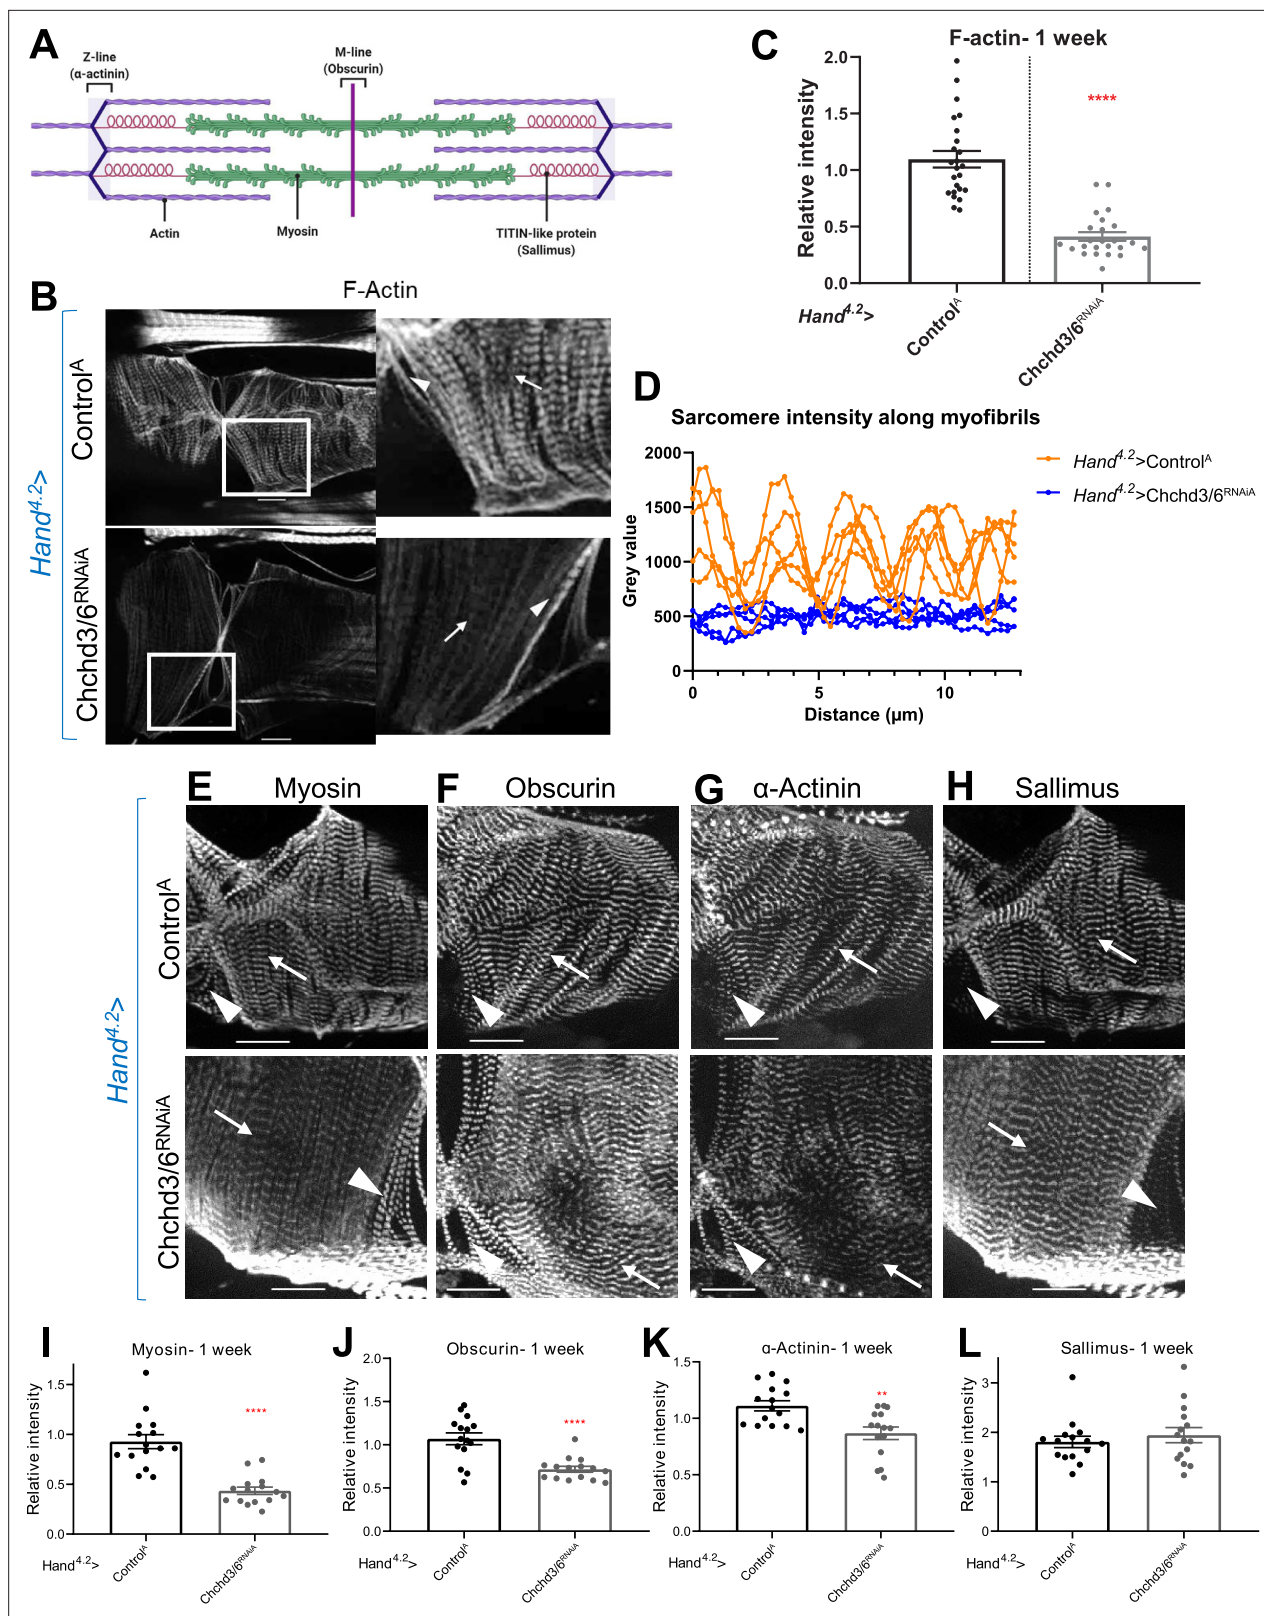 A
Z-line
(α-actinin)
M-line
(Obscurin)
Actin
Myosin
TITIN-like protein
(Sallimus)
C
F-actin- 1 week
Relative intensity
2.0
1.5
1.0
0.5
0.0
****
Hand4.2>
ControlA
Chchd3/6RNAiA
B
F-Actin
Hand4.2>
ControlA
Chchd3/6RNAiA
D
Sarcomere intensity along myofibrils
Grey value
2000
1500
1000
500
0
0
5
10
Distance (µm)
Hand4.2>ControlA
Hand4.2>Chchd3/6RNAiA
E
Myosin
F
Obscurin
G
α-Actinin
H
Sallimus
Hand4.2>
ControlA
Chchd3/6RNAiA
I
Myosin- 1 week
Relative intensity
1.5
1.0
0.5
0.0
****
Hand4.2>
ControlA
Chchd3/6RNAiA
J
Obscurin- 1 week
Relative intensity
2.0
1.5
1.0
0.5
0.0
****
Hand4.2>
ControlA
Chchd3/6RNAiA
K
α-Actinin- 1 week
Relative intensity
1.5
1.0
0.5
0.0
**
Hand4.2>
ControlA
Chchd3/6RNAiA
L
Sallimus- 1 week
Relative intensity
3
2
1
0
Hand4.2>
ControlA
Chchd3/6RNAiA